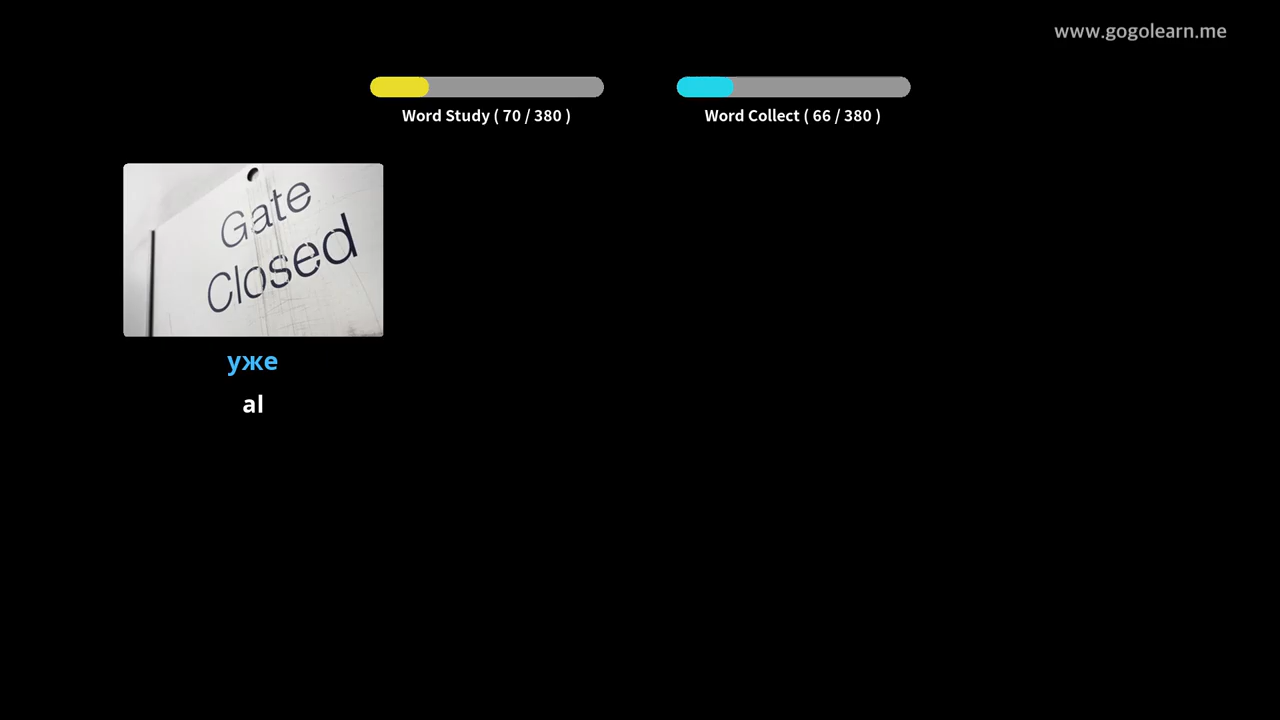 www.gogolearn.me
Word Study ( 70 / 380 )
Word Collect ( 66 / 380 )
Gate
Closed
уже
al